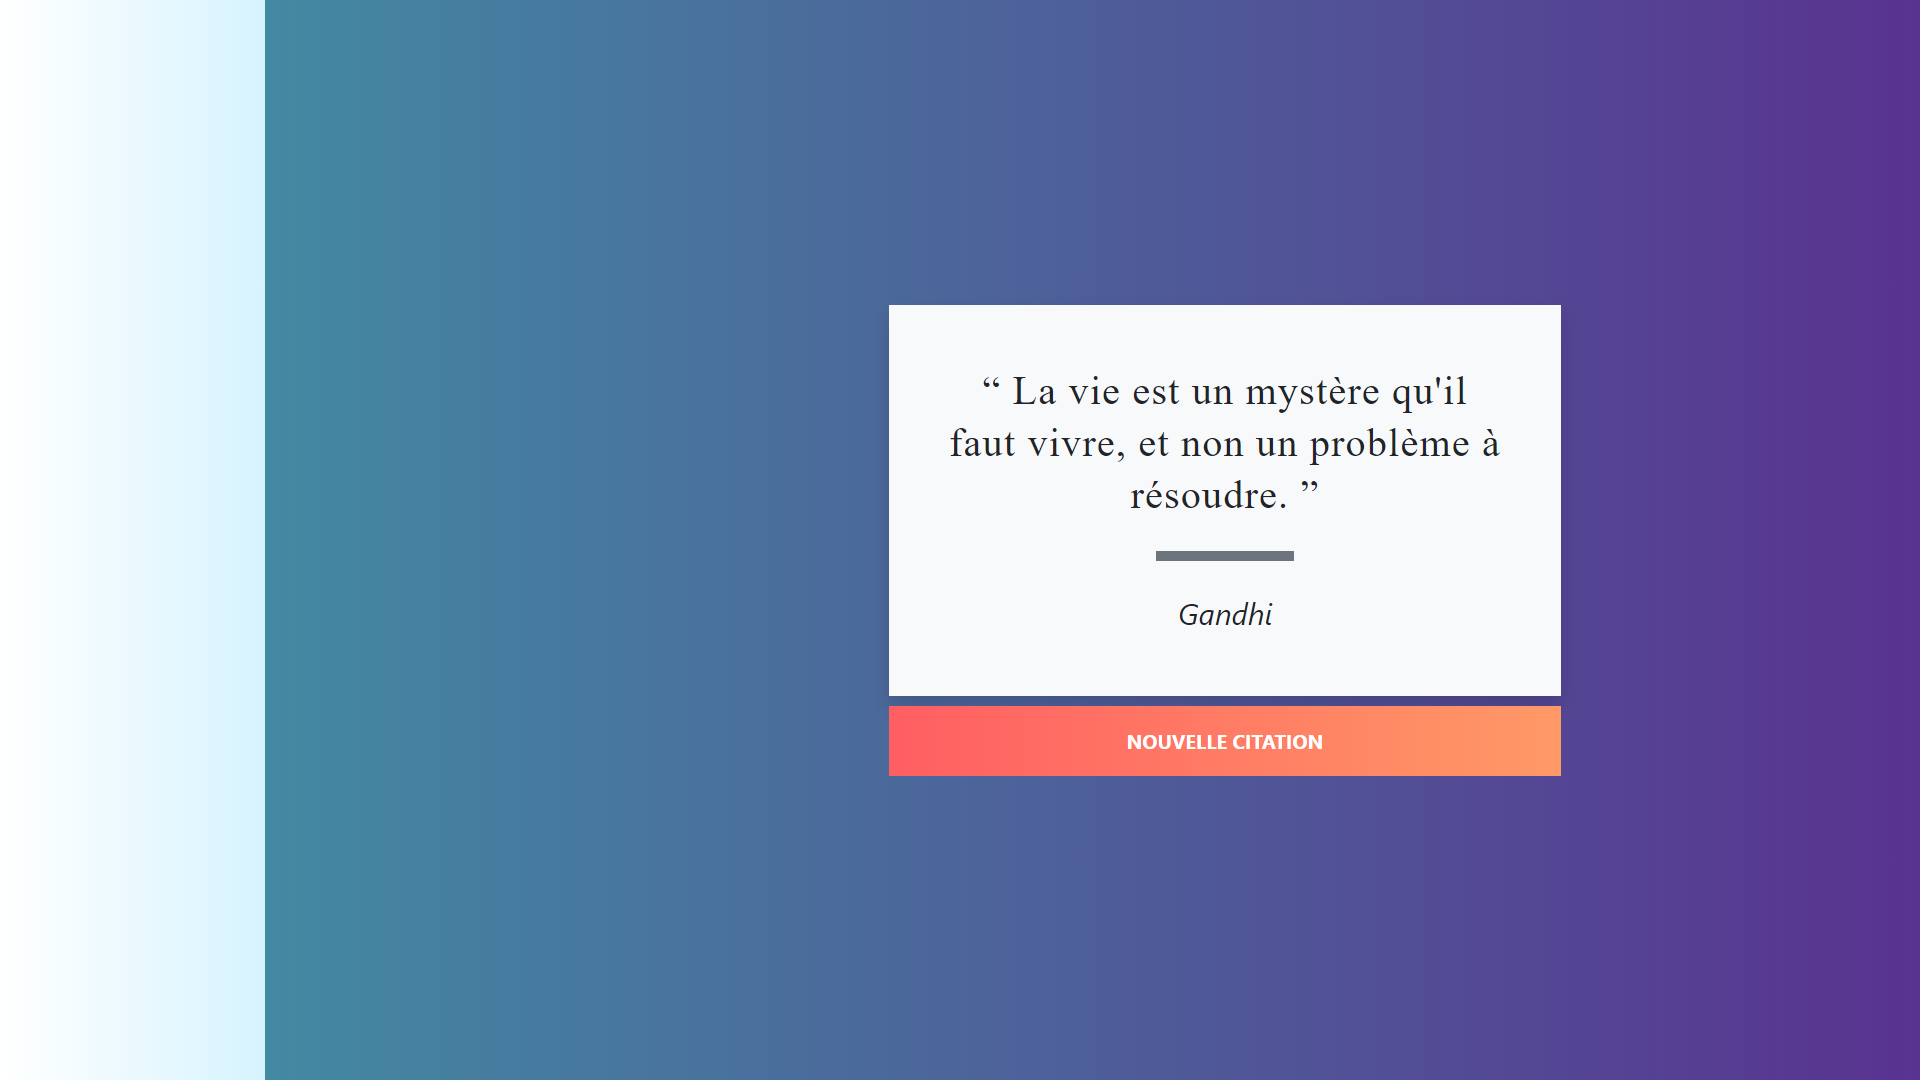 “ La vie est un mystère qu'il
faut vivre, et non un problème à
résoudre. ”
Gandhi
NOUVELLE CITATION